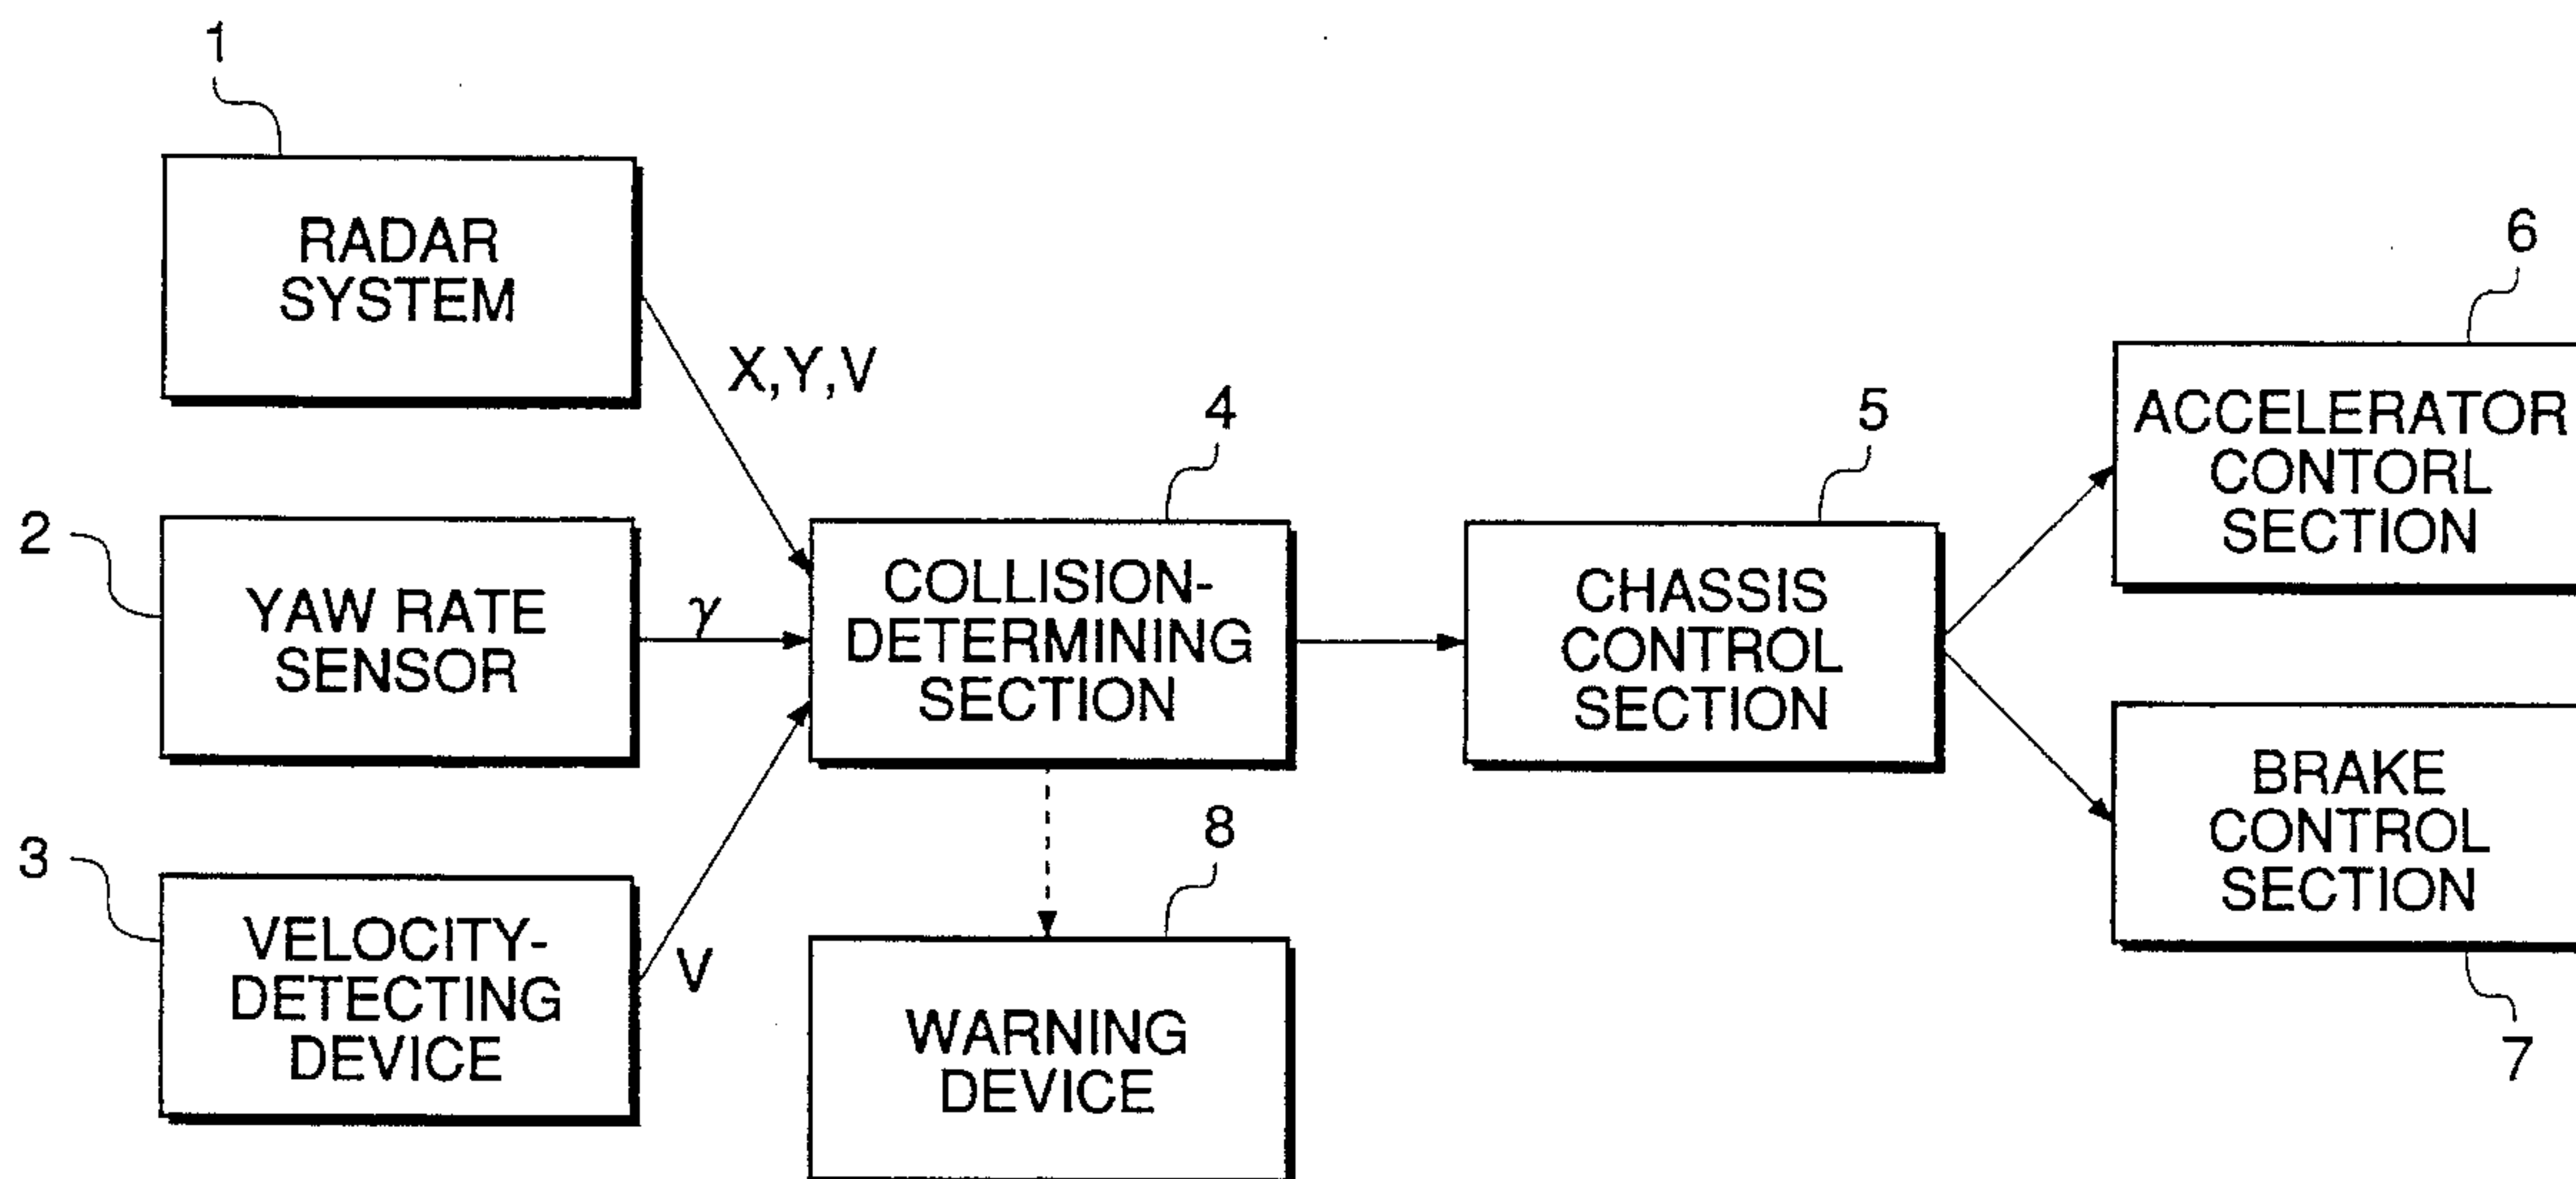 1
RADAR
SYSTEM
X,Y,V
2
YAW RATE
SENSOR
γ
3
VELOCITY-
DETECTING
DEVICE
V
4
COLLISION-
DETERMINING
SECTION
8
WARNING
DEVICE
5
CHASSIS
CONTROL
SECTION
6
ACCELERATOR
CONTORL
SECTION
BRAKE
CONTROL
SECTION
7